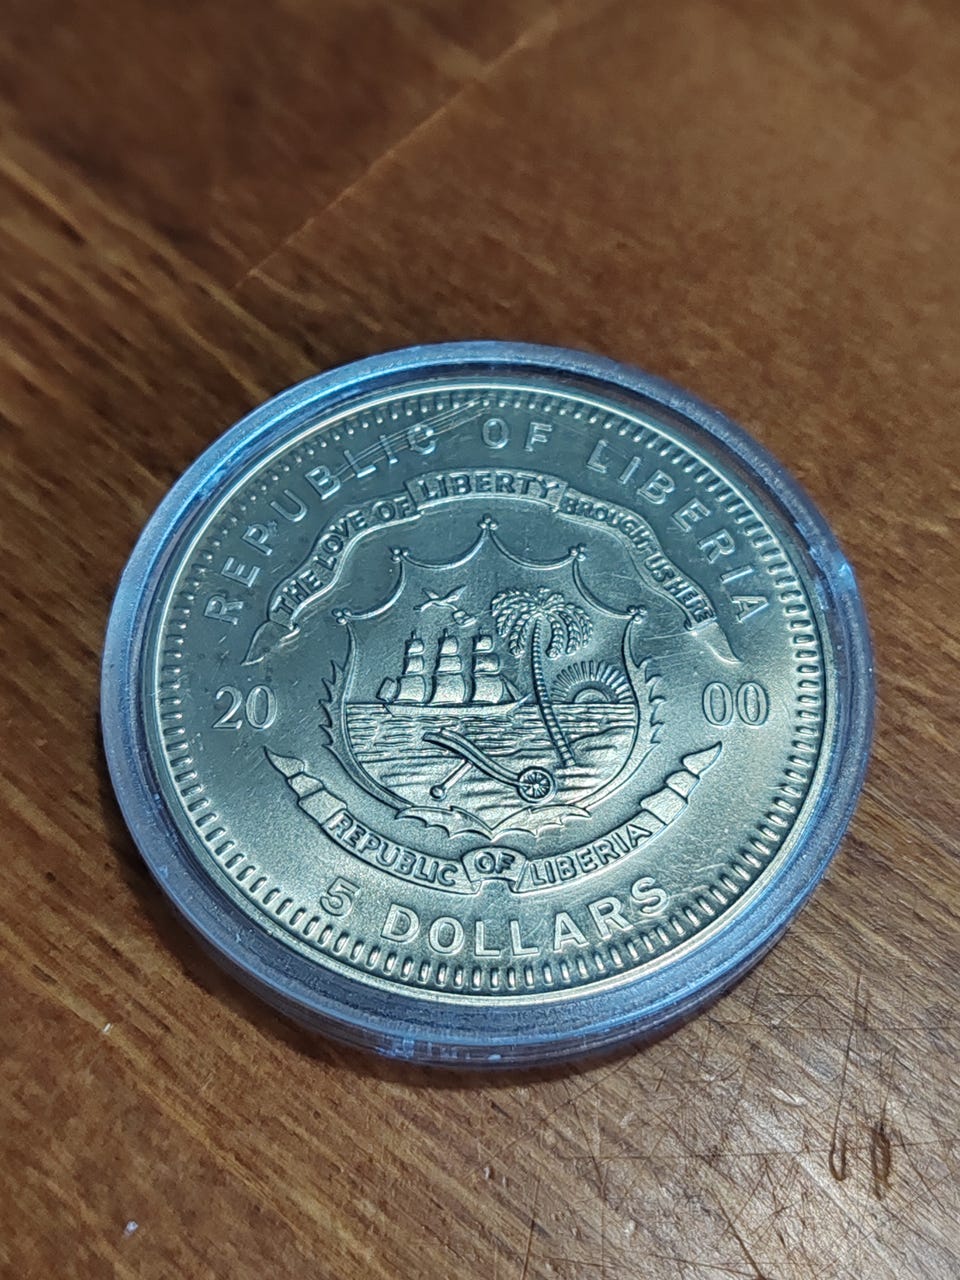 REPUBLIC OF LIBERIA
THE LOVE OF LIBERTY BROUGHT US HERE
20 00
REPUBLIC OF LIBERIA
5 DOLLARS